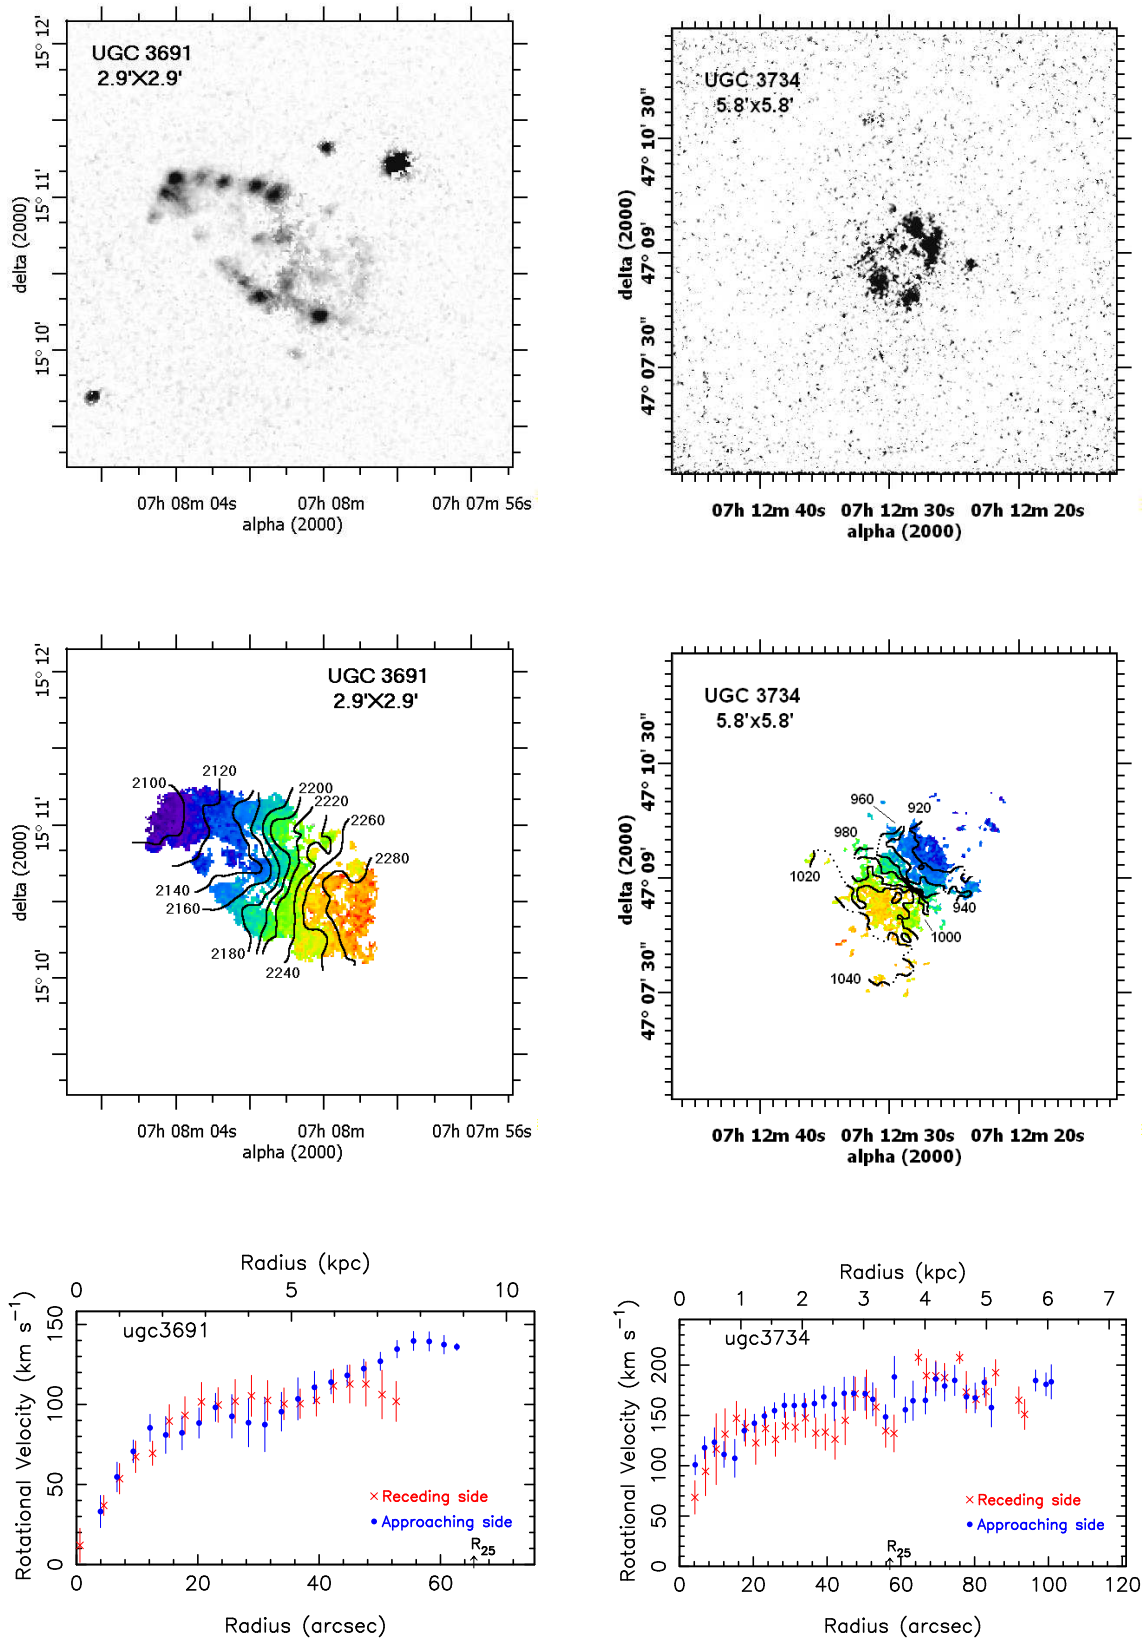 UGC 3691
2.9'X2.9'
15° 12'
15° 11'
15° 10'
delta (2000)
07h 08m 04s 07h 08m 07h 07m 56s
alpha (2000)
UGC 3734
5.8'x5.8'
47° 10' 30"
47° 09'
47° 07' 30"
delta (2000)
07h 12m 40s 07h 12m 30s 07h 12m 20s
alpha (2000)
UGC 3691
2.9'X2.9'
15° 12'
15° 11'
15° 10'
delta (2000)
2100
2120
2200
2220
2260
2280
2140
2160
2180
2240
07h 08m 04s 07h 08m 07h 07m 56s
alpha (2000)
UGC 3734
5.8'x5.8'
47° 10' 30"
47° 09'
47° 07' 30"
delta (2000)
960
920
980
1020
940
1000
1040
07h 12m 40s 07h 12m 30s 07h 12m 20s
alpha (2000)
Radius (kpc)
0 5 10
ugc3691
Rotational Velocity (km s⁻¹)
150
100
50
0
× Receding side
• Approaching side
R₂₅
0 20 40 60
Radius (arcsec)
Radius (kpc)
0 1 2 3 4 5 6 7
ugc3734
Rotational Velocity (km s⁻¹)
200
150
100
50
0
× Receding side
• Approaching side
R₂₅
0 20 40 60 80 100 120
Radius (arcsec)